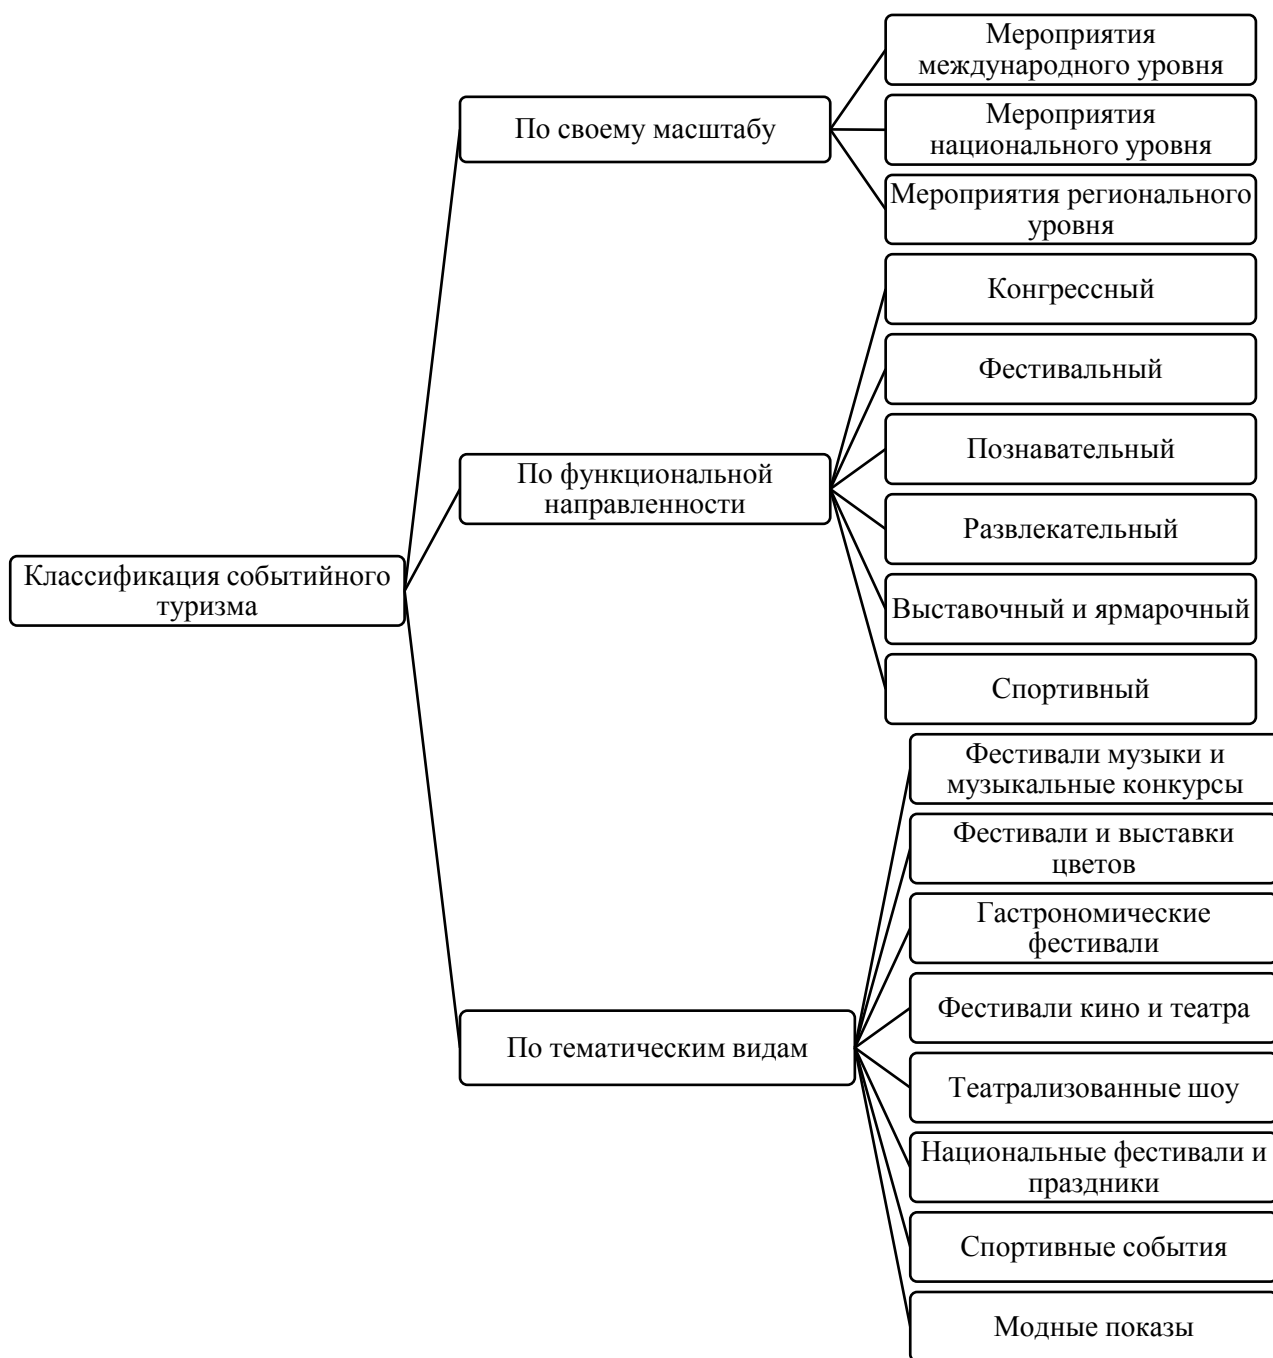 Классификация событийного
туризма
По своему масштабу
Мероприятия
международного уровня
Мероприятия
национального уровня
Мероприятия регионального
уровня
По функциональной
направленности
Конгрессный
Фестивальный
Познавательный
Развлекательный
Выставочный и ярмарочный
Спортивный
По тематическим видам
Фестивали музыки и
музыкальные конкурсы
Фестивали и выставки
цветов
Гастрономические
фестивали
Фестивали кино и театра
Театрализованные шоу
Национальные фестивали и
праздники
Спортивные события
Модные показы